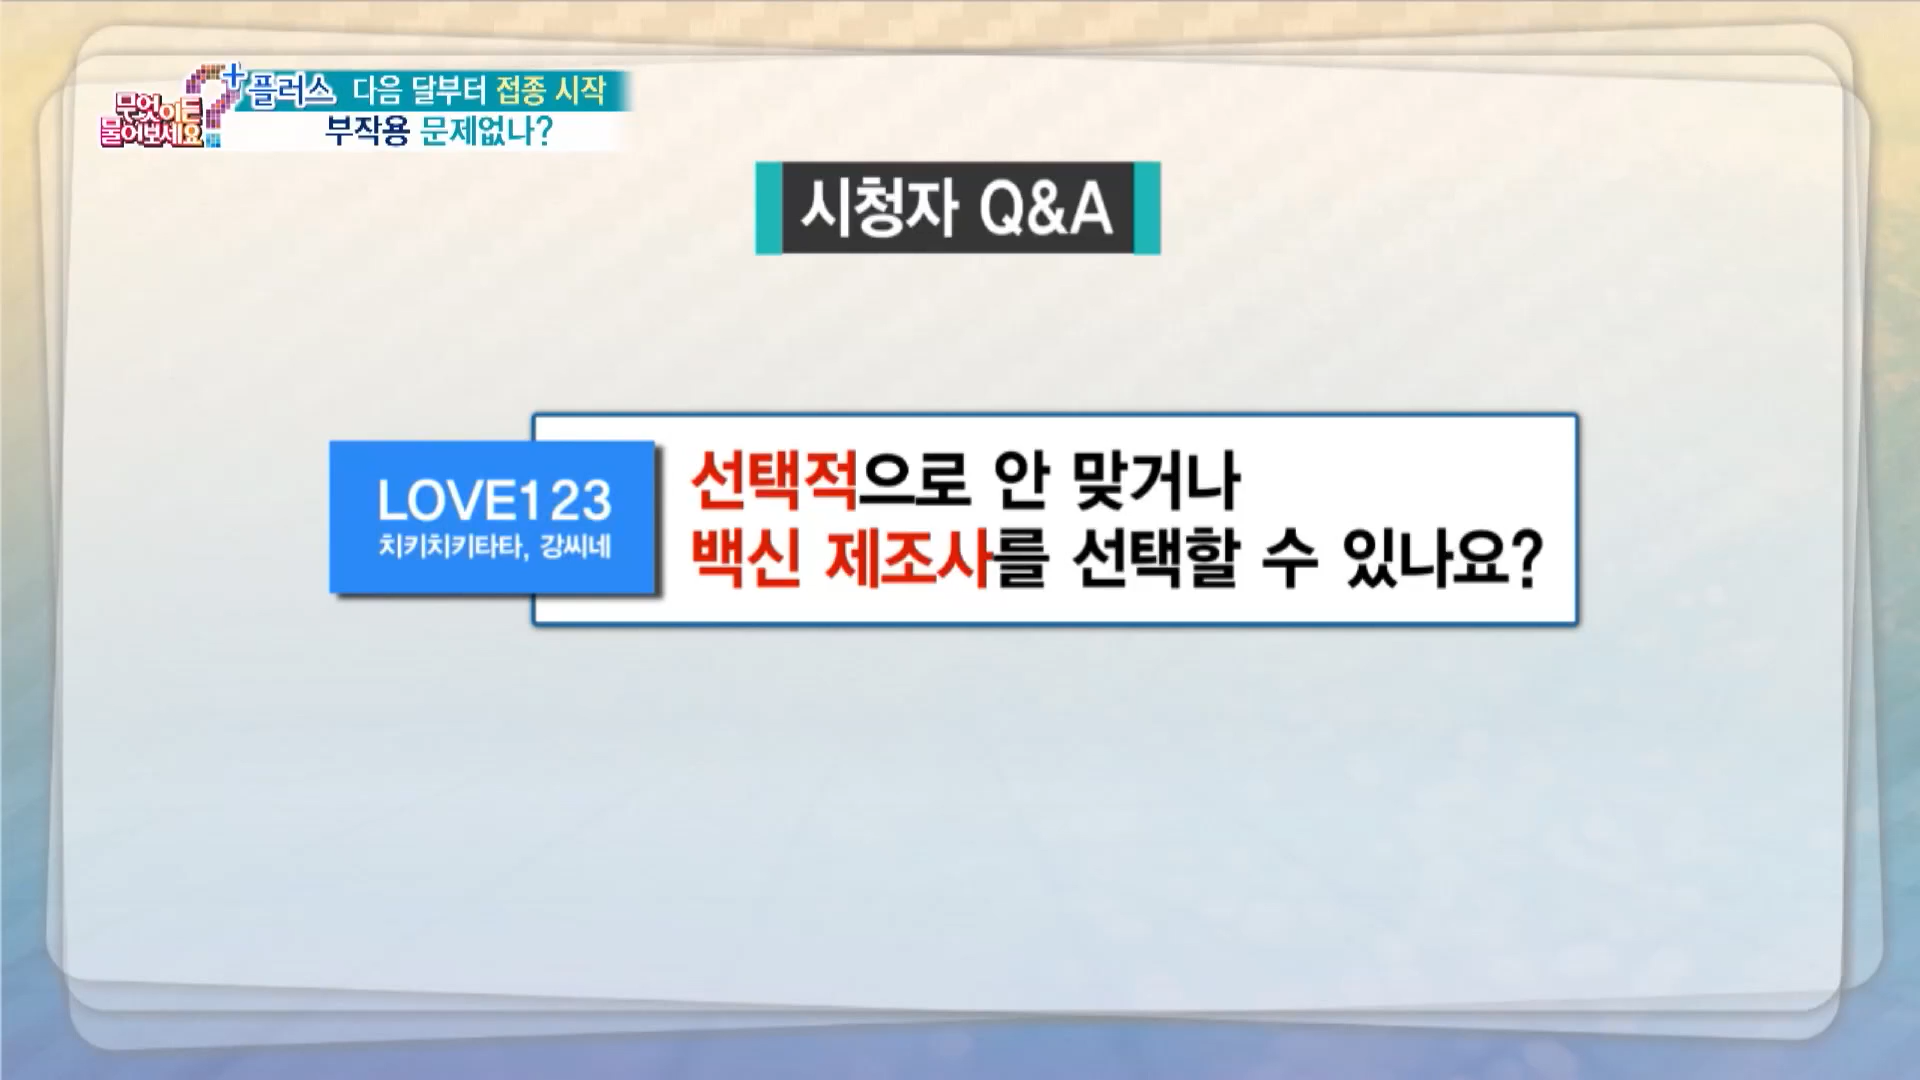 무엇이든
물어보세요
플러스 다음 달부터 접종 시작
부작용 문제없나?
시청자 Q&A
LOVE123
치키치키타타, 강씨네
선택적으로 안 맞거나
백신 제조사를 선택할 수 있나요?